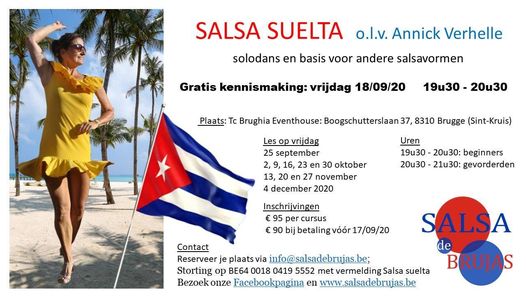 SALSA SUELTA o.l.v. Annick Verhelle
solodans en basis voor andere salsavormen
Gratis kennismaking: vrijdag 18/09/20 19u30 - 20u30
Plaats: Tc Brughia Eventhouse: Boogschutterslaan 37, 8310 Brugge (Sint-Kruis)
Les op vrijdag
25 september
2, 9, 16, 23 en 30 oktober
13, 20 en 27 november
4 december 2020
Uren
19u30 - 20u30: beginners
20u30 - 21u30: gevorderden
Inschrijvingen
€ 95 per cursus
€ 90 bij betaling vóór 17/09/20
Contact
Reserveer je plaats via info@salsadebrujas.be;
Storting op BE64 0018 0419 5552 met vermelding Salsa suelta
Bezoek onze Facebookpagina en www.salsadebrujas.be
SALSA
de
BRUJAS